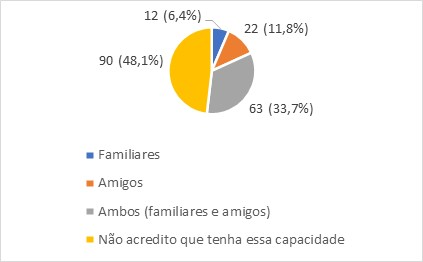 12 (6,4%)
22 (11,8%)
90 (48,1%)
63 (33,7%)
Familiares
Amigos
Ambos (familiares e amigos)
Não acredito que tenha essa capacidade